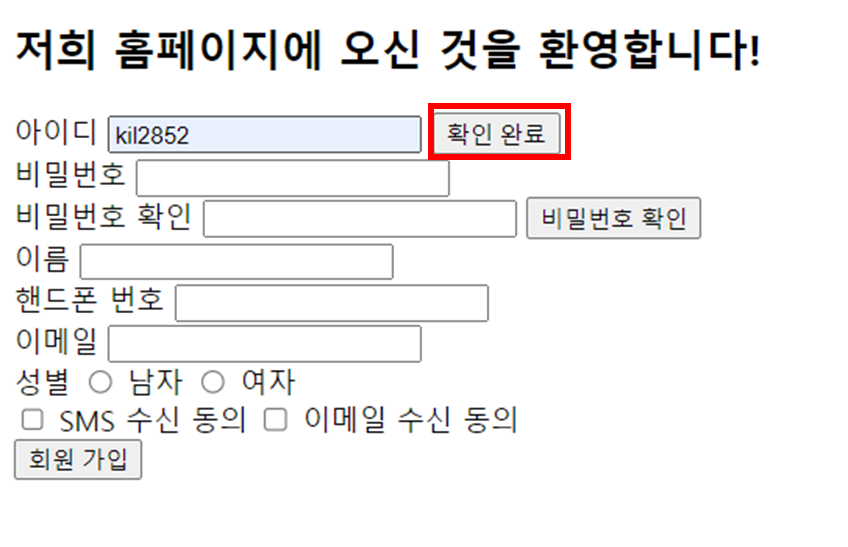 저희 홈페이지에 오신 것을 환영합니다!
아이디 kil2852 확인 완료
비밀번호
비밀번호 확인 비밀번호 확인
이름
핸드폰 번호
이메일
성별 남자 여자
SMS 수신 동의 이메일 수신 동의
회원 가입